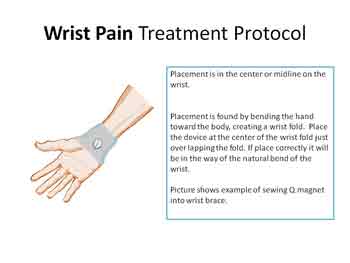 Wrist Pain Treatment Protocol
Placement is in the center or midline on the
wrist.
Placement is found by bending the hand
toward the body, creating a wrist fold.  Place
the device at the center of the wrist fold just
over lapping the fold. If place correctly it will
be in the way of the natural bend of the
wrist.
Picture shows example of sewing Q magnet
into wrist brace.